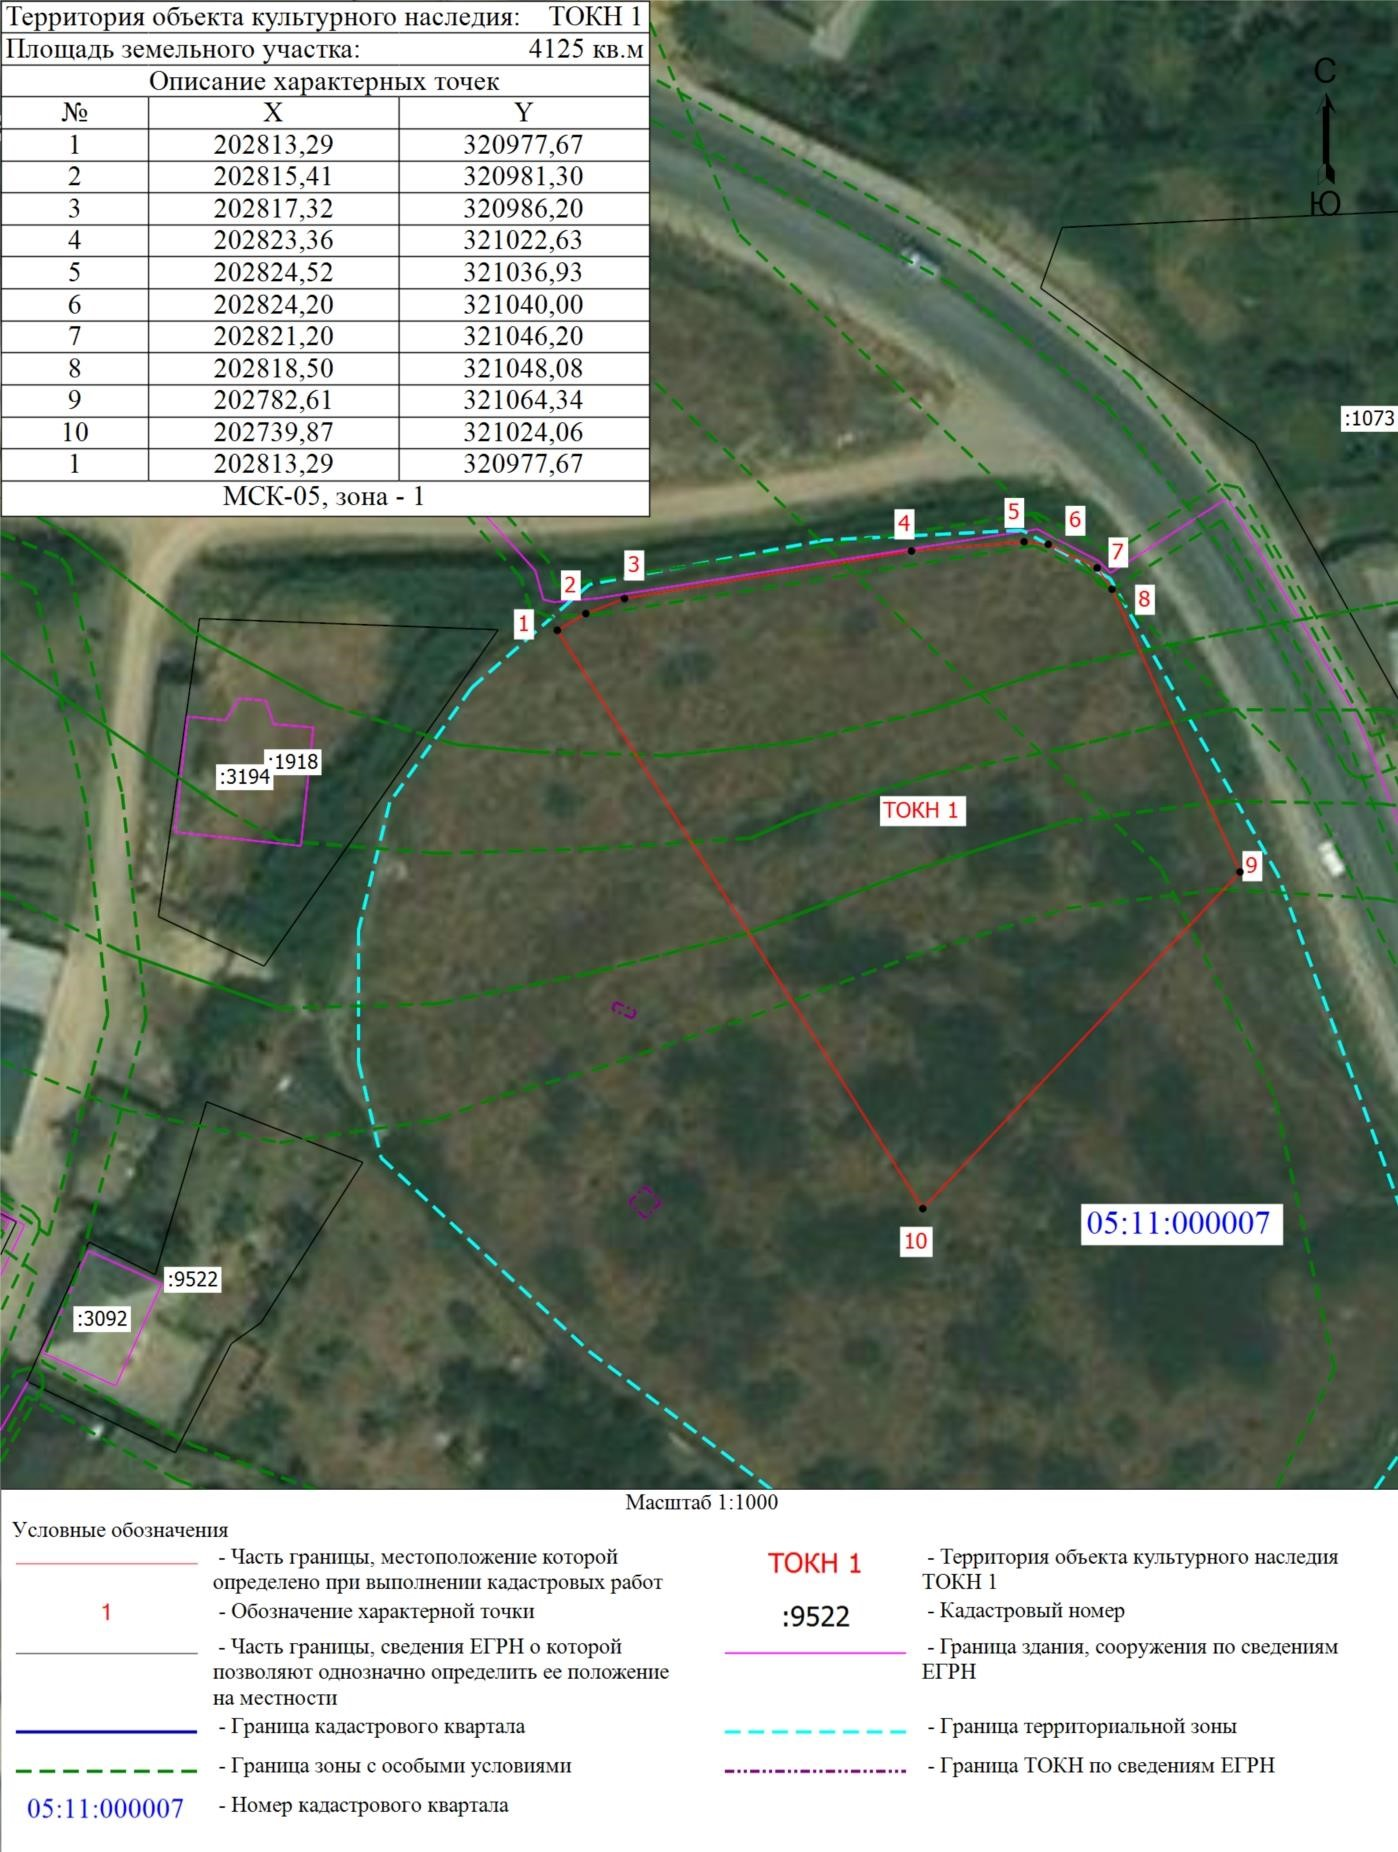 Территория объекта культурного наследия: ТОКН 1
Площадь земельного участка: 4125 кв.м
Описание характерных точек
№ X Y
1 202813,29 320977,67
2 202815,41 320981,30
3 202817,32 320986,20
4 202823,36 321022,63
5 202824,52 321036,93
6 202824,20 321040,00
7 202821,20 321046,20
8 202818,50 321048,08
9 202782,61 321064,34
10 202739,87 321024,06
1 202813,29 320977,67
МСК-05, зона - 1
С
Ю
:1073
5
6
4
7
3
2
8
1
:1918
:3194
ТОКН 1
9
05:11:000007
10
:9522
:3092
Масштаб 1:1000
Условные обозначения
- Часть границы, местоположение которой
определено при выполнении кадастровых работ
1 - Обозначение характерной точки
- Часть границы, сведения ЕГРН о которой
позволяют однозначно определить ее положение
на местности
- Граница кадастрового квартала
- Граница зоны с особыми условиями
05:11:000007 - Номер кадастрового квартала
ТОКН 1 - Территория объекта культурного наследия
ТОКН 1
:9522 - Кадастровый номер
- Граница здания, сооружения по сведениям
ЕГРН
- Граница территориальной зоны
- Граница ТОКН по сведениям ЕГРН